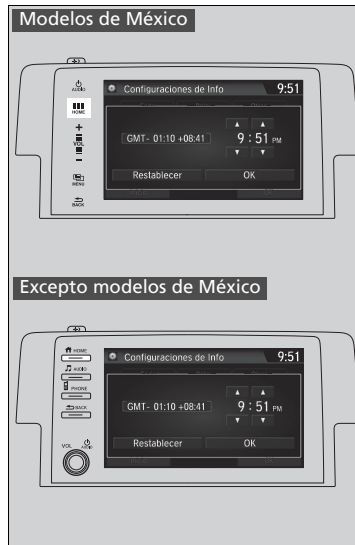 Modelos de México
AUDIO
HOME
+
VOL
-
MENU
BACK
Configuraciones de Info
9:51
GMT- 01:10 +08:41
9 : 51 PM
Restablecer
OK
Excepto modelos de México
HOME
AUDIO
PHONE
BACK
VOL
AUDIO
Configuraciones de Info
9:51
GMT- 01:10 +08:41
9 : 51 PM
Restablecer
OK